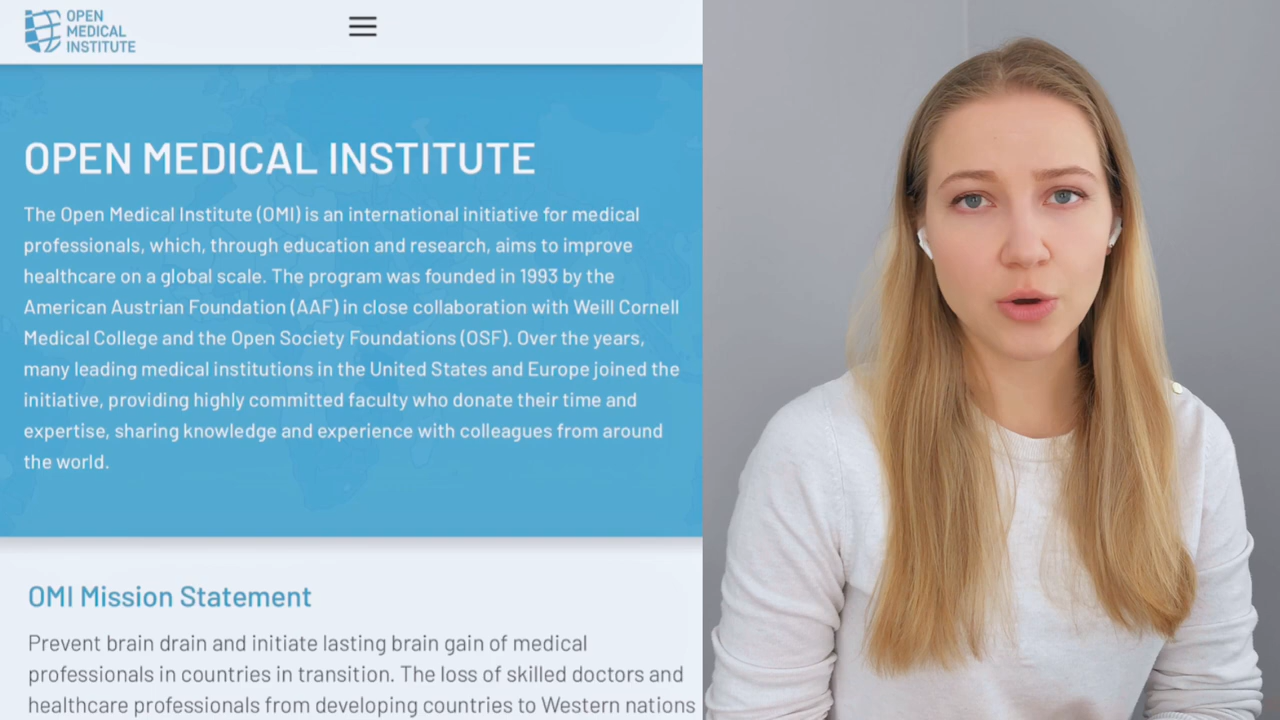 OPEN
MEDICAL
INSTITUTE
OPEN MEDICAL INSTITUTE
The Open Medical Institute (OMI) is an international initiative for medical
professionals, which, through education and research, aims to improve
healthcare on a global scale. The program was founded in 1993 by the
American Austrian Foundation (AAF) in close collaboration with Weill Cornell
Medical College and the Open Society Foundations (OSF). Over the years,
many leading medical institutions in the United States and Europe joined the
initiative, providing highly committed faculty who donate their time and
expertise, sharing knowledge and experience with colleagues from around
the world.
OMI Mission Statement
Prevent brain drain and initiate lasting brain gain of medical
professionals in countries in transition. The loss of skilled doctors and
healthcare professionals from developing countries to Western nations